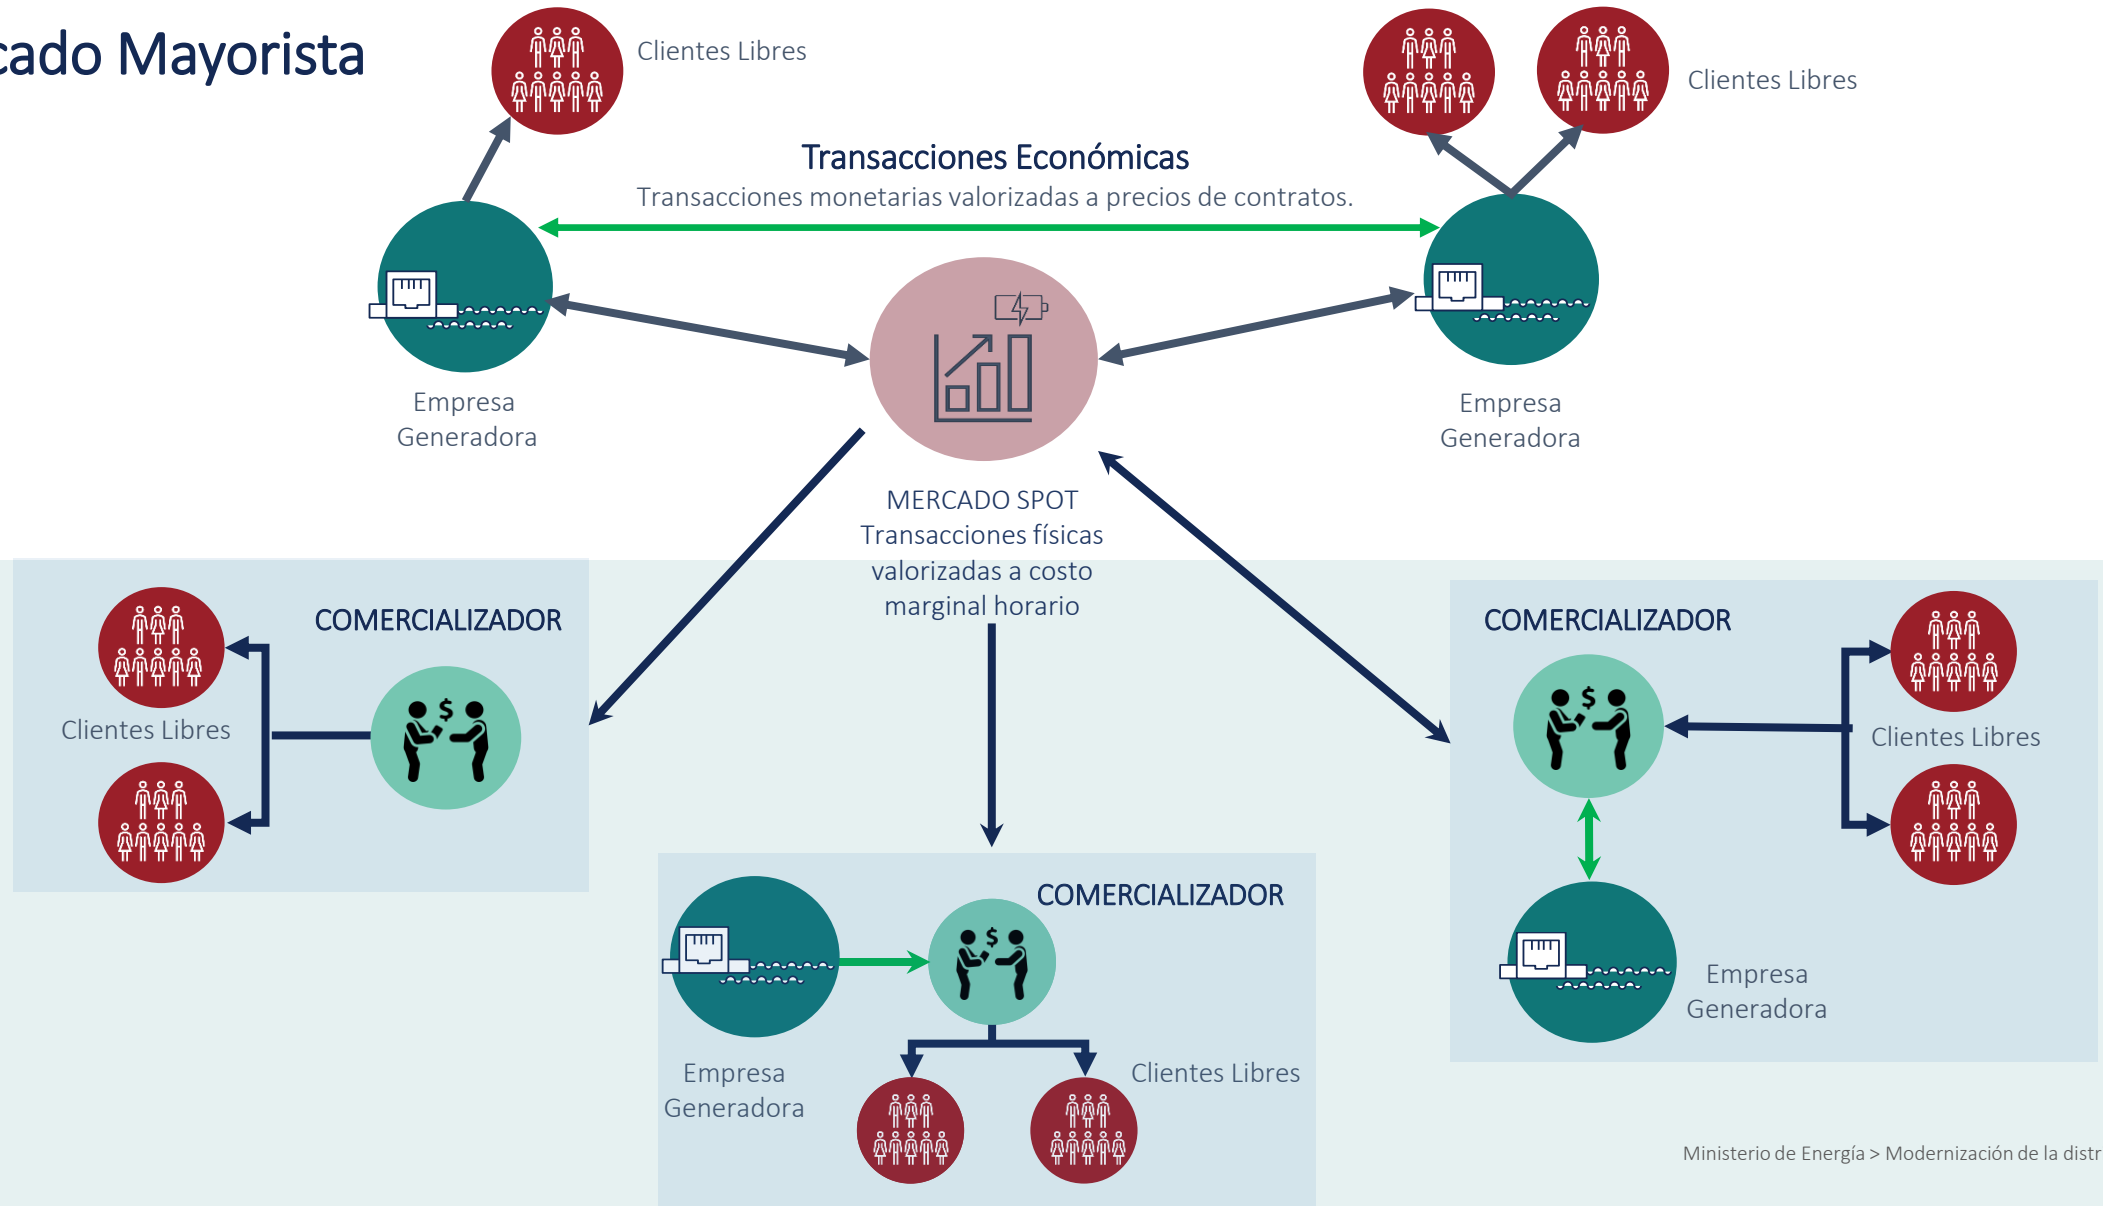 cado Mayorista
Clientes Libres
Clientes Libres
Transacciones Económicas
Transacciones monetarias valorizadas a precios de contratos.
Empresa
Generadora
Empresa
Generadora
MERCADO SPOT
Transacciones físicas
valorizadas a costo
marginal horario
COMERCIALIZADOR
$
Clientes Libres
COMERCIALIZADOR
$
Clientes Libres
Empresa
Generadora
COMERCIALIZADOR
$
Empresa
Generadora
Clientes Libres
Ministerio de Energía > Modernización de la distr